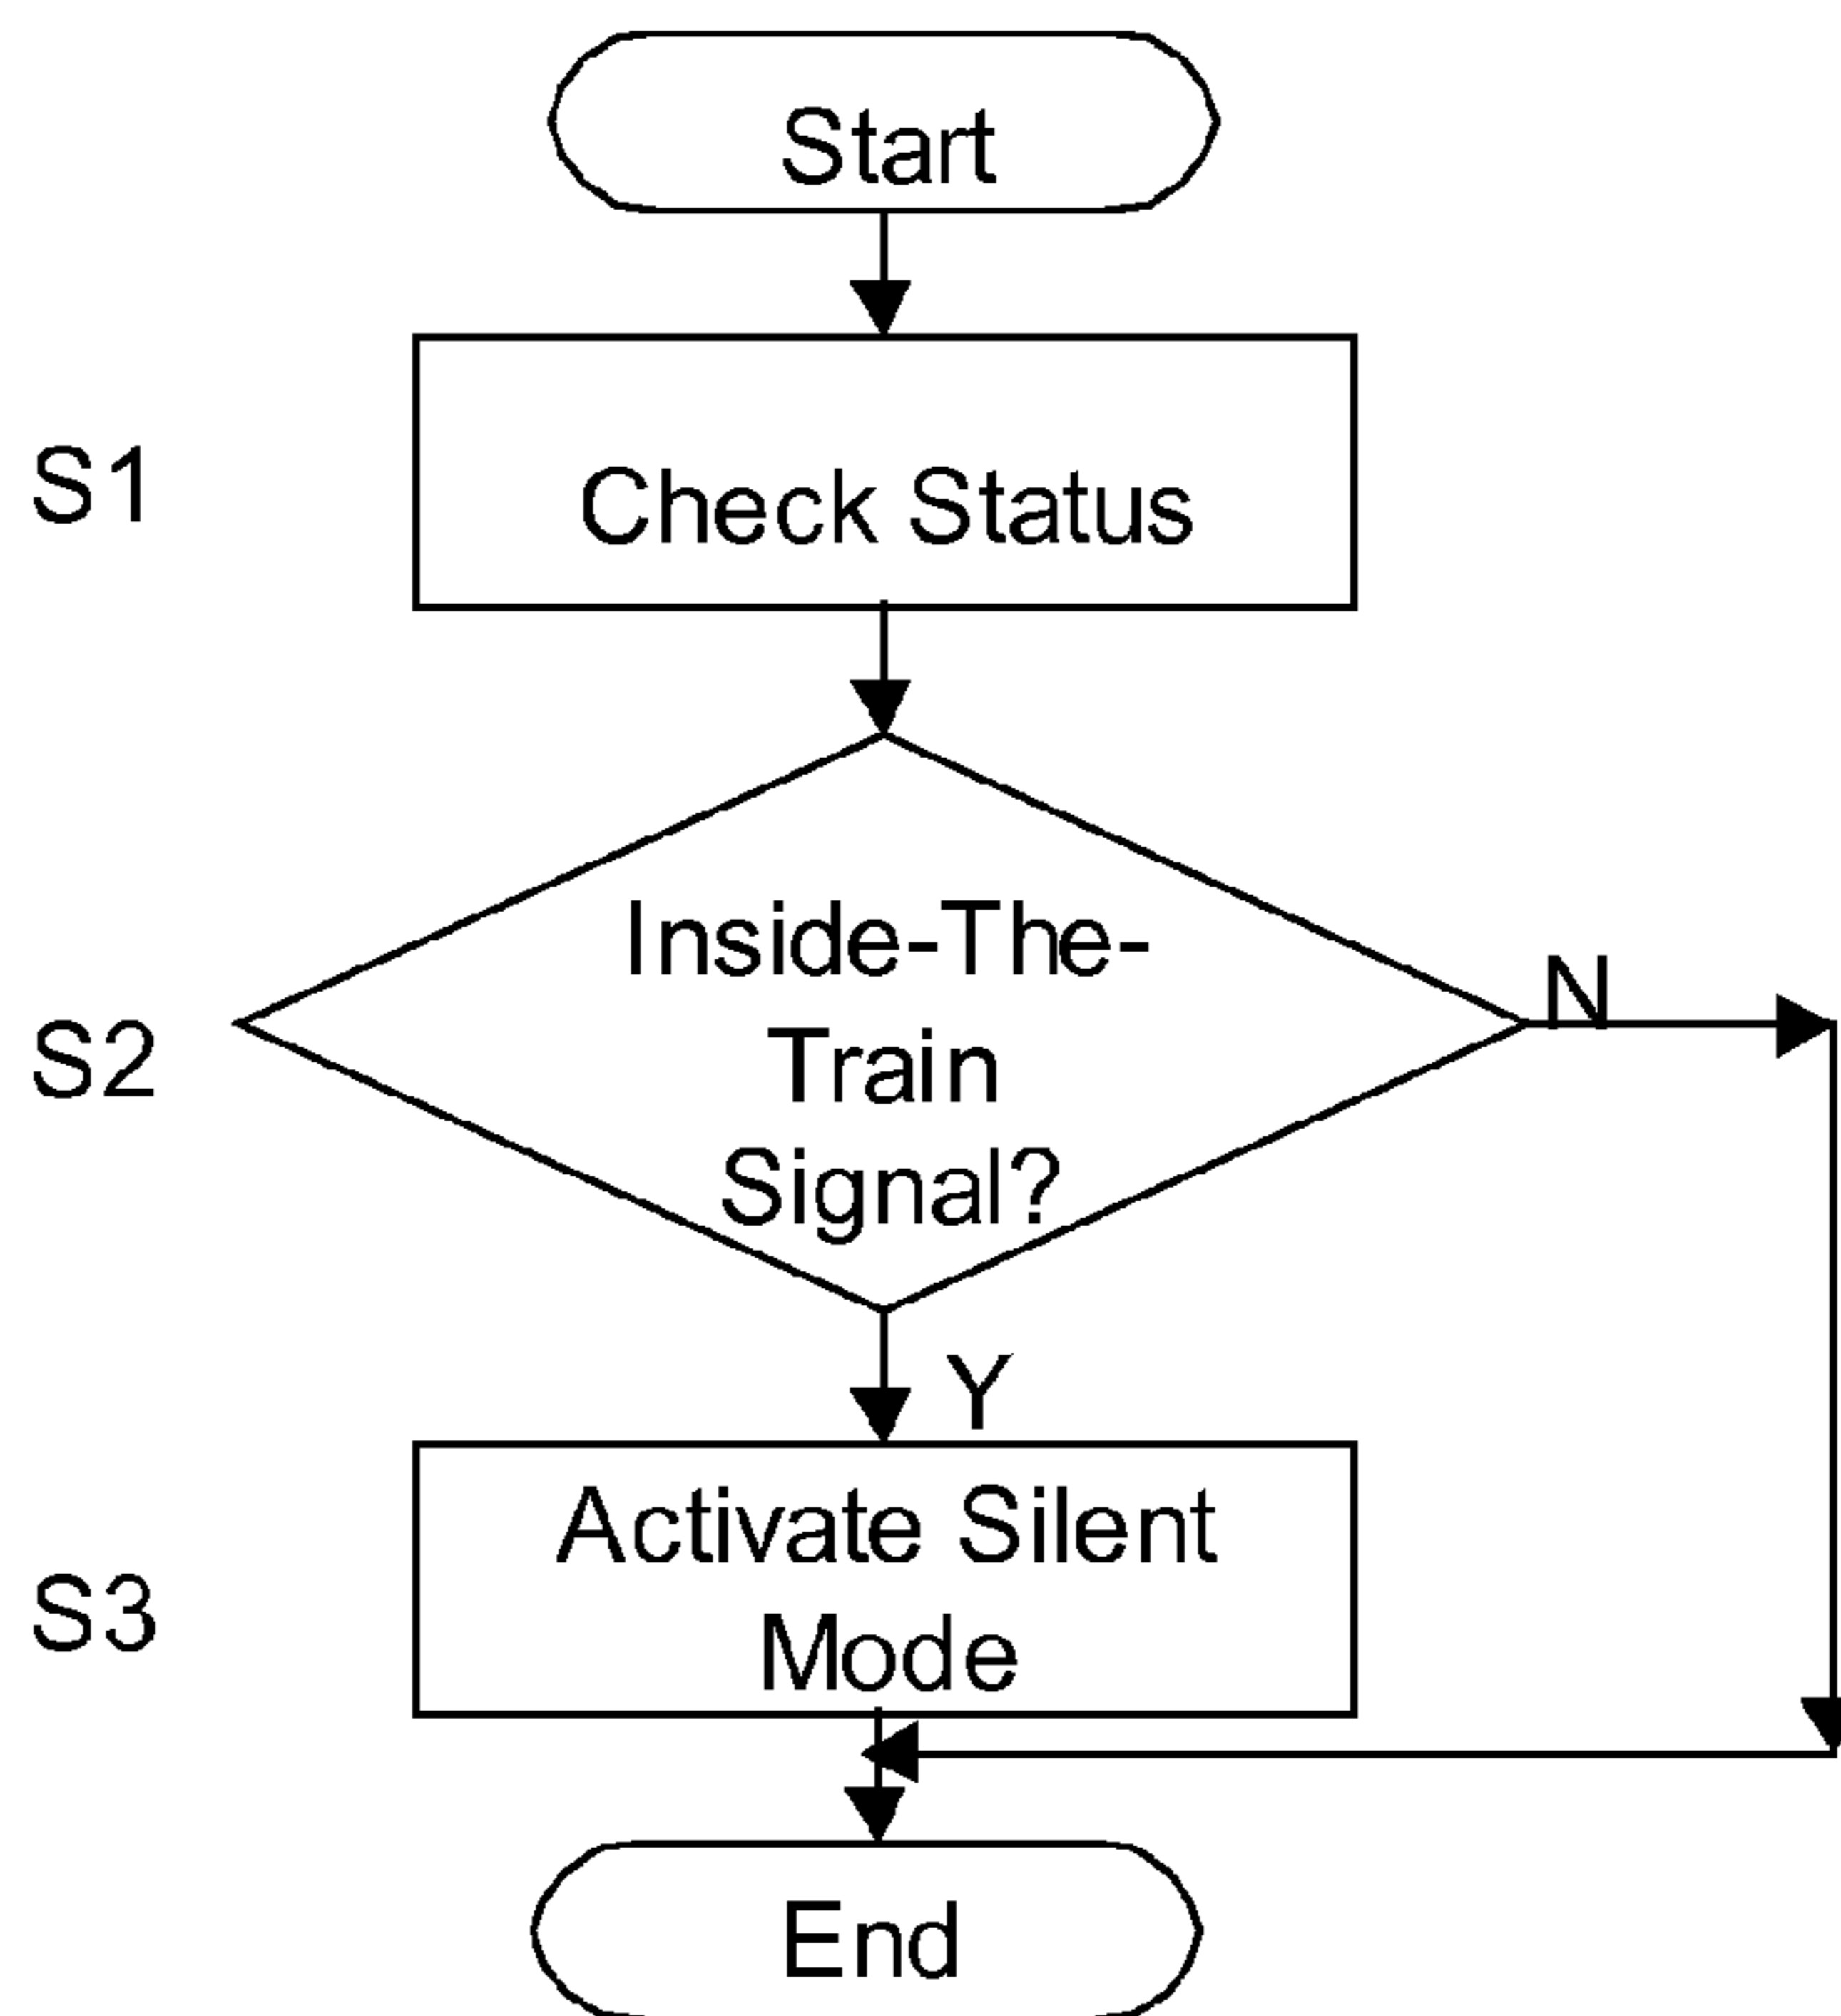 Start
S1
Check Status
S2
Inside-The-
Train
Signal?
N
Y
S3
Activate Silent
Mode
End